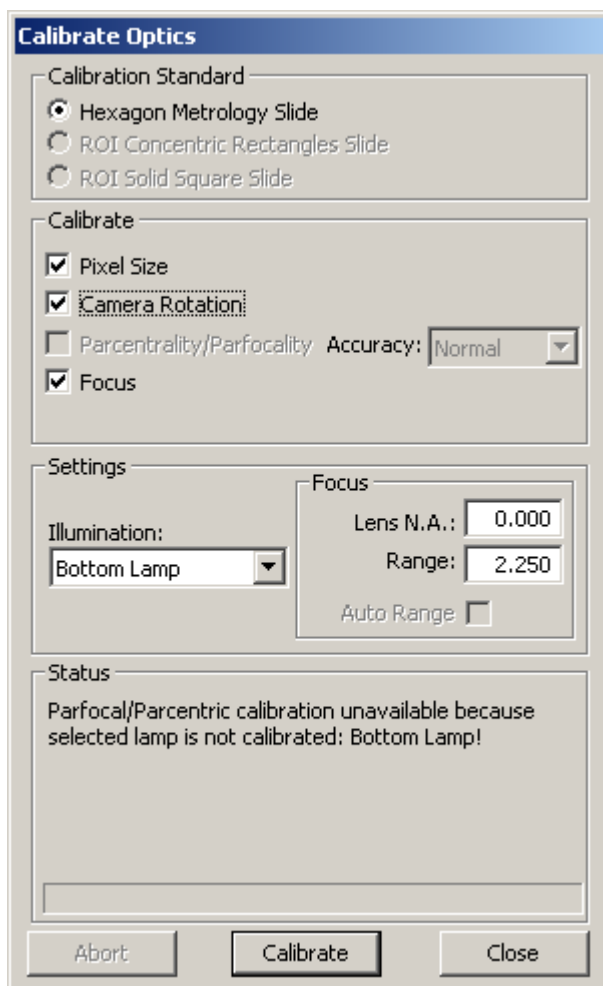 Calibrate Optics
Calibration Standard
Hexagon Metrology Slide
ROI Concentric Rectangles Slide
ROI Solid Square Slide
Calibrate
Pixel Size
Camera Rotation
Parcentrality/Parfocality Accuracy: Normal
Focus
Settings
Illumination:
Bottom Lamp
Focus
Lens N.A.: 0.000
Range: 2.250
Auto Range
Status
Parfocal/Parcentric calibration unavailable because
selected lamp is not calibrated: Bottom Lamp!
Abort Calibrate Close